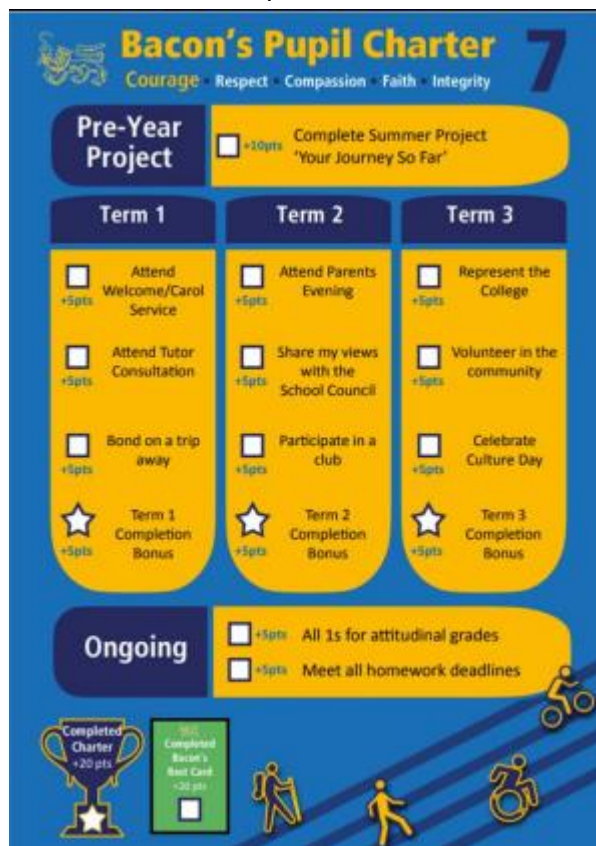 Bacon's Pupil Charter
7
Courage • Respect • Compassion • Faith • Integrity
Pre-Year
Project
+10pts
Complete Summer Project
'Your Journey So Far'
Term 1
+5pts
Attend
Welcome/Carol
Service
+5pts
Attend Tutor
Consultation
+5pts
Bond on a trip
away
+5pts
Term 1
Completion
Bonus
Term 2
+5pts
Attend Parents
Evening
+5pts
Share my views
with the
School Council
+5pts
Participate in a
club
+5pts
Term 2
Completion
Bonus
Term 3
+5pts
Represent the
College
+5pts
Volunteer in the
community
+5pts
Celebrate
Culture Day
+5pts
Term 3
Completion
Bonus
Ongoing
+5pts All 1s for attitudinal grades
+5pts Meet all homework deadlines
Completed
Charter
+20 pts
Completed
Bacon's
Card
+20 pts